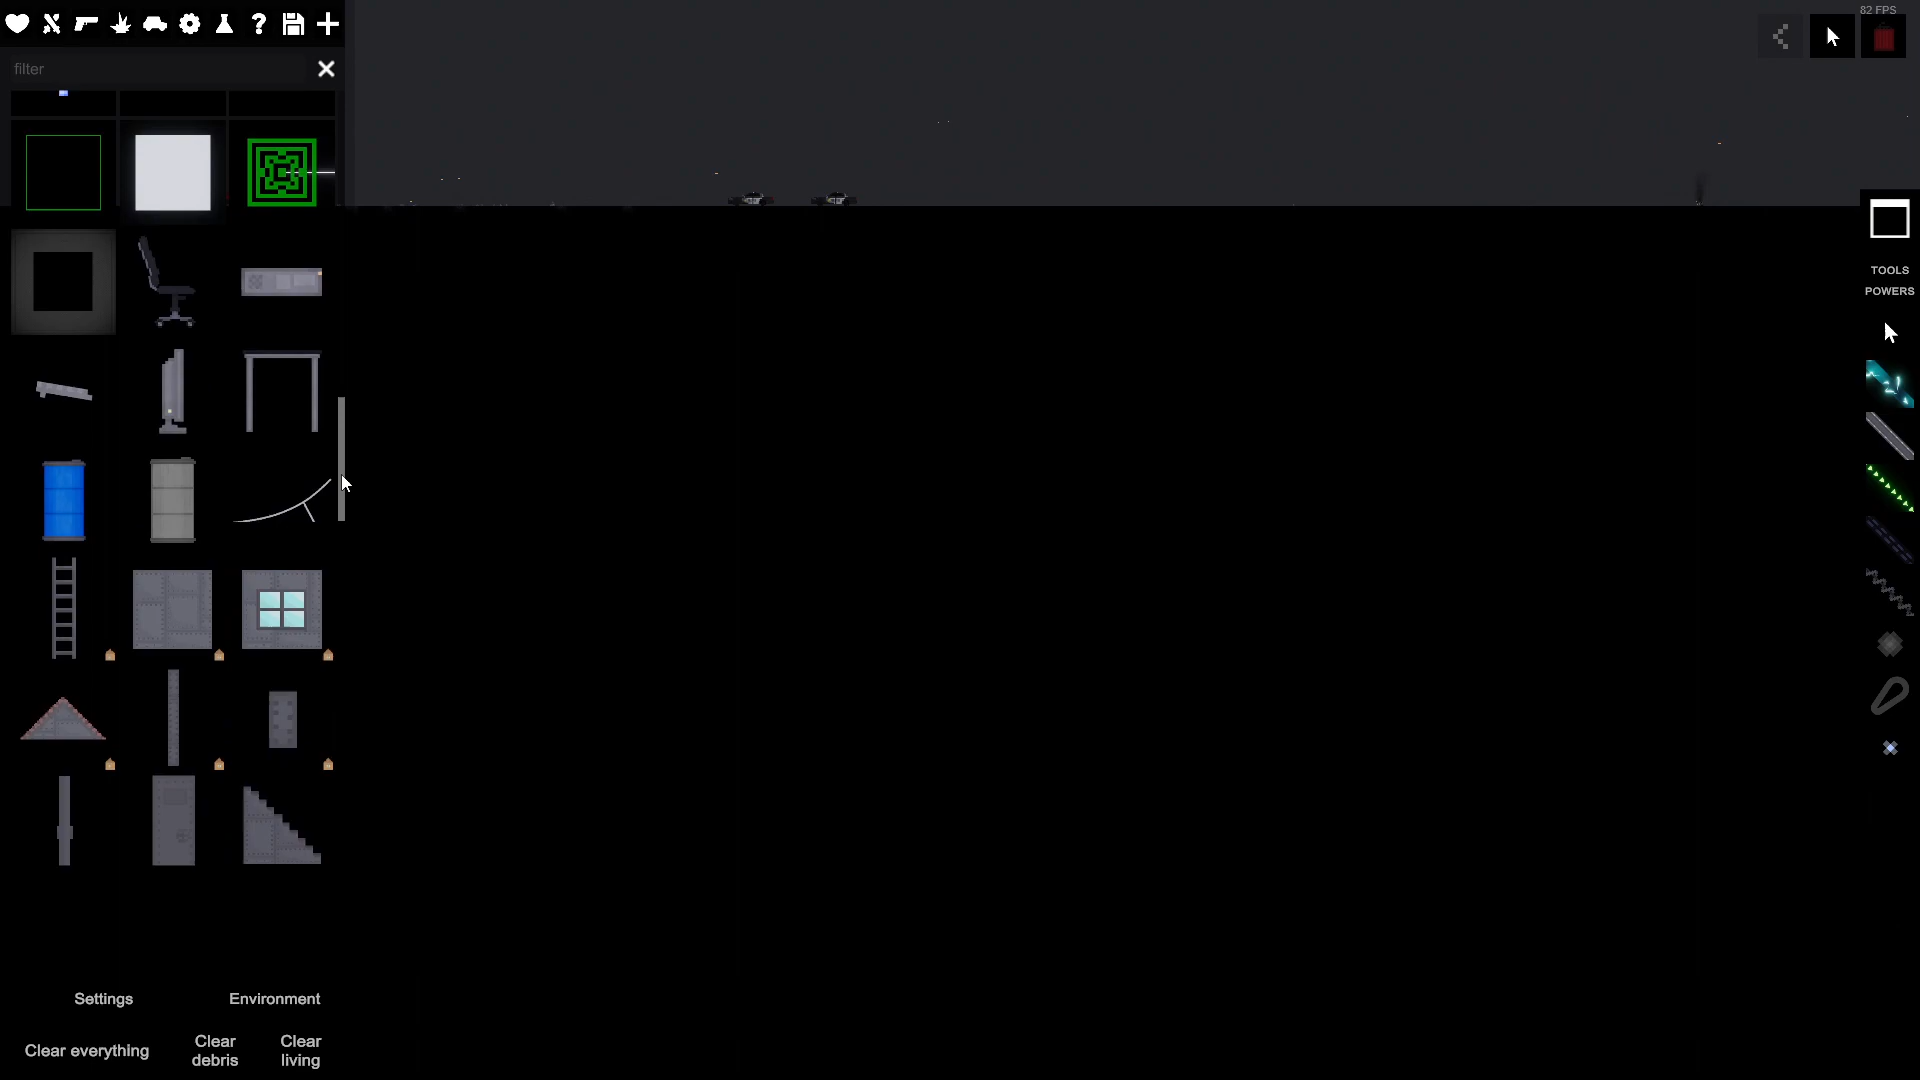 82 FPS
filter
TOOLS
POWERS
Settings
Environment
Clear everything
Clear debris
Clear living